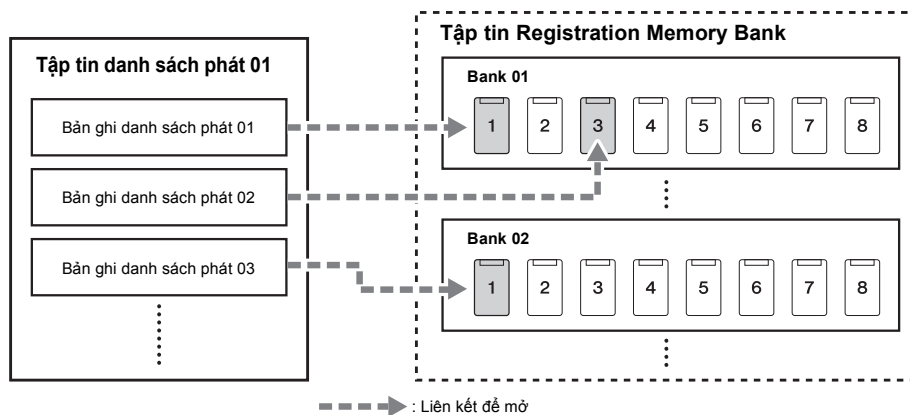 Tập tin danh sách phát 01
Bản ghi danh sách phát 01
Bản ghi danh sách phát 02
Bản ghi danh sách phát 03
Tập tin Registration Memory Bank
Bank 01
1 2 3 4 5 6 7 8
Bank 02
1 2 3 4 5 6 7 8
: Liên kết để mở